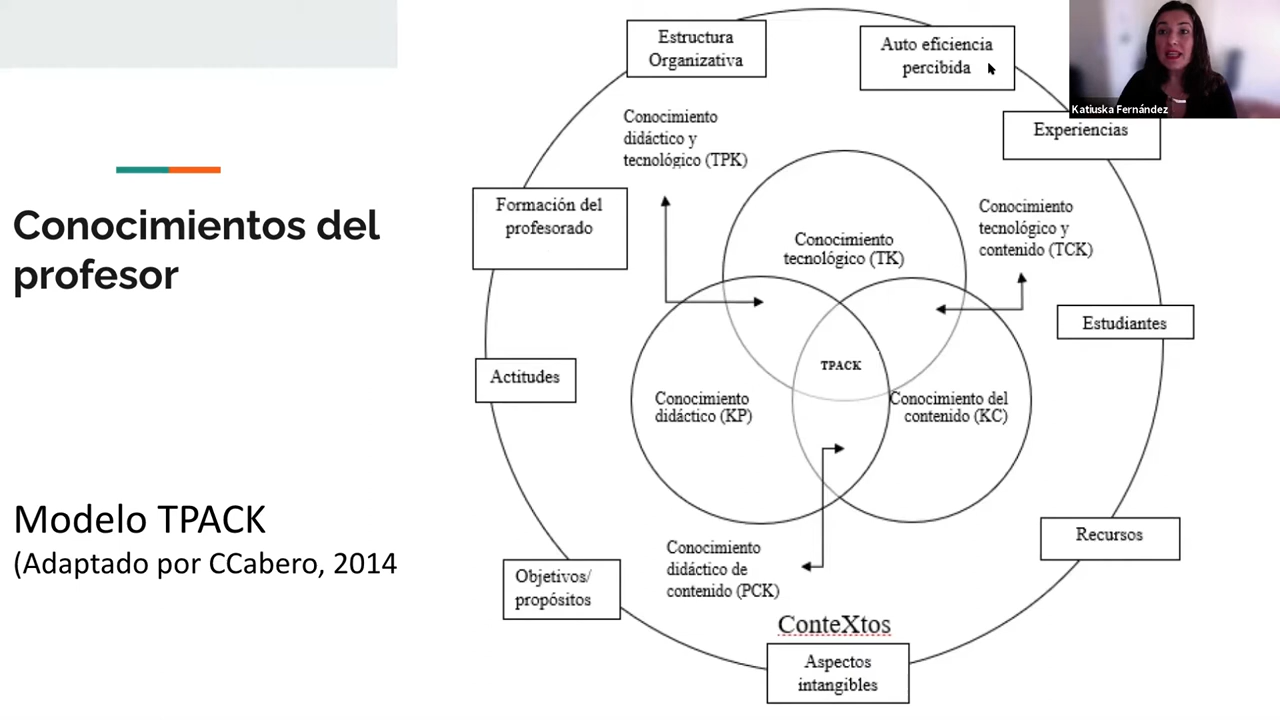 Conocimientos del
profesor
Modelo TPACK
(Adaptado por CCabero, 2014
Estructura
Organizativa
Auto eficiencia
percibida
Katiuska Fernández
Experiencias
Conocimiento
didáctico y
tecnológico (TPK)
Formación del
profesorado
Conocimiento
tecnológico y
contenido (TCK)
Conocimiento
tecnológico (TK)
Estudiantes
TPACK
Actitudes
Conocimiento
didáctico (KP)
Conocimiento del
contenido (KC)
Recursos
Conocimiento
didáctico de
contenido (PCK)
Objetivos/
propósitos
ConteXtos
Aspectos
intangibles